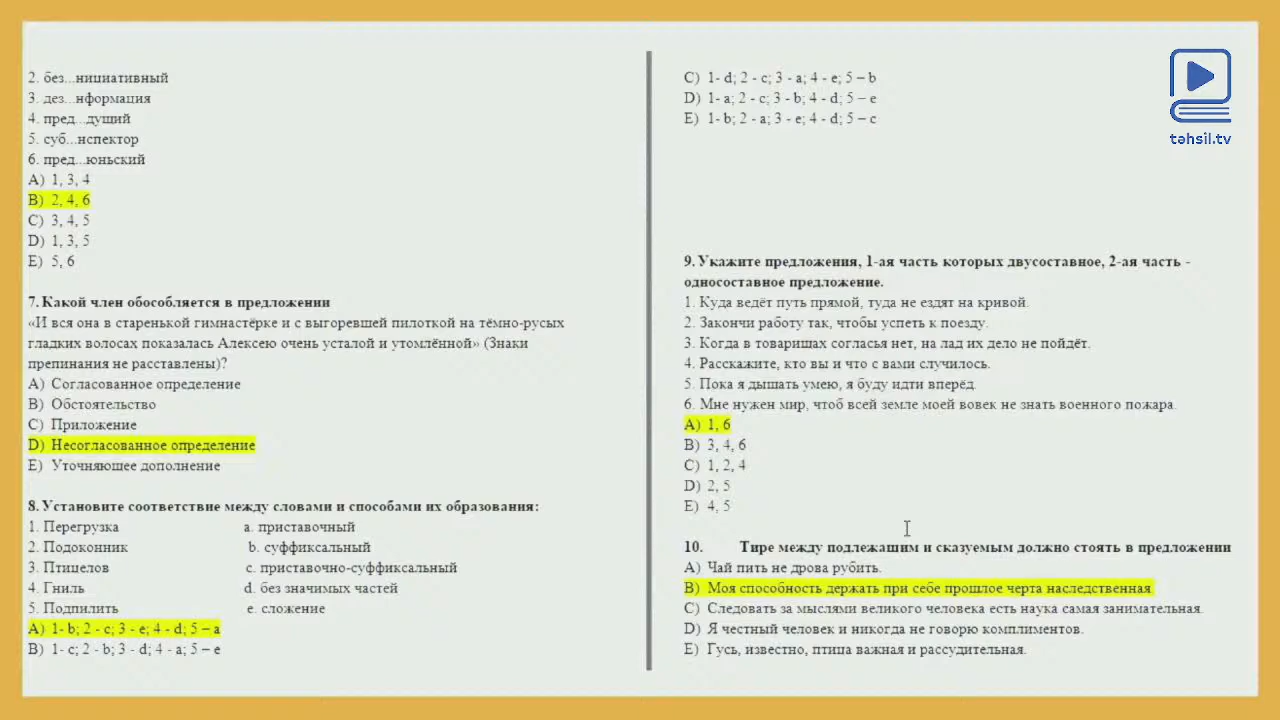 2. без...нициативный
3. дез...нформация
4. пред...дущий
5. суб...нспектор
6. пред...юньский
A) 1, 3, 4
B) 2, 4, 6
C) 3, 4, 5
D) 1, 3, 5
E) 5, 6
7. Какой член обособляется в предложении
«И вся она в старенькой гимнастёрке и с выгоревшей пилоткой на тёмно-русых
гладких волосах показалась Алексею очень усталой и утомлённой» (Знаки
препинания не расставлены)?
A) Согласованное определение
B) Обстоятельство
C) Приложение
D) Несогласованное определение
E) Уточняющее дополнение
8. Установите соответствие между словами и способами их образования:
1. Перегрузка a. приставочный
2. Подоконник b. суффиксальный
3. Птицелов c. приставочно-суффиксальный
4. Гниль d. без значимых частей
5. Подпилить e. сложение
A) 1- b; 2 - c; 3 - e; 4 - d; 5 – a
B) 1- c; 2 - b; 3 - d; 4 - a; 5 – e
C) 1- d; 2 - c; 3 - a; 4 - e; 5 – b
D) 1- a; 2 - c; 3 - b; 4 - d; 5 – e
E) 1- b; 2 - a; 3 - e; 4 - d; 5 – c
9. Укажите предложения, 1-ая часть которых двусоставное, 2-ая часть -
односоставное предложение.
1. Куда ведёт путь прямой, туда не ездят на кривой.
2. Закончи работу так, чтобы успеть к поезду.
3. Когда в товарищах согласья нет, на лад их дело не пойдёт.
4. Расскажите, кто вы и что с вами случилось.
5. Пока я дышать умею, я буду идти вперёд.
6. Мне нужен мир, чтоб всей земле моей вовек не знать военного пожара.
A) 1, 6
B) 3, 4, 6
C) 1, 2, 4
D) 2, 5
E) 4, 5
10. Тире между подлежашим и сказуемым должно стоять в предложении
A) Чай пить не дрова рубить.
B) Моя способность держать при себе прошлое черта наследственная
C) Следовать за мыслями великого человека есть наука самая занимательная.
D) Я честный человек и никогда не говорю комплиментов.
E) Гусь, известно, птица важная и рассудительная.
təhsil.tv